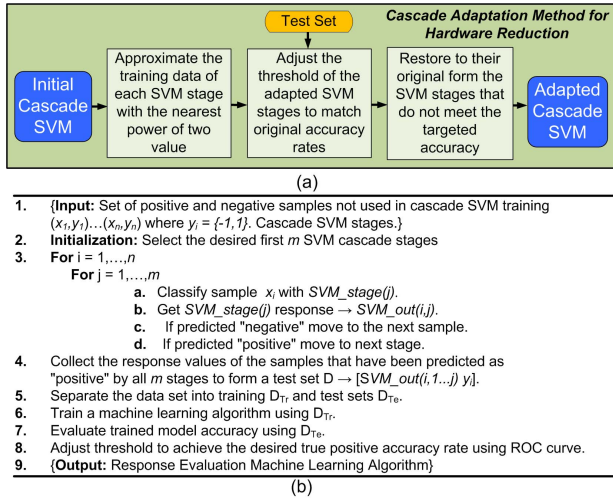 Test Set
Cascade Adaptation Method for
Hardware Reduction
Initial
Cascade
SVM
Approximate the
training data of
each SVM stage
with the nearest
power of two
value
Adjust the
threshold of the
adapted SVM
stages to match
original accuracy
rates
Restore to their
original form the
SVM stages that
do not meet the
targeted
accuracy
Adapted
Cascade
SVM
(a)
1. {Input: Set of positive and negative samples not used in cascade SVM training
(x1,y1)…(xn,yn) where yi = {-1,1}. Cascade SVM stages.}
2. Initialization: Select the desired first m SVM cascade stages
3. For i = 1,…,n
For j = 1,…,m
a. Classify sample xi with SVM_stage(j).
b. Get SVM_stage(j) response → SVM_out(i,j).
c. If predicted "negative" move to the next sample.
d. If predicted "positive" move to next stage.
4. Collect the response values of the samples that have been predicted as
"positive" by all m stages to form a test set D → [SVM_out(i,1...j) yi].
5. Separate the data set into training DTr and test sets DTe.
6. Train a machine learning algorithm using DTr.
7. Evaluate trained model accuracy using DTe.
8. Adjust threshold to achieve the desired true positive accuracy rate using ROC curve.
9. {Output: Response Evaluation Machine Learning Algorithm}
(b)